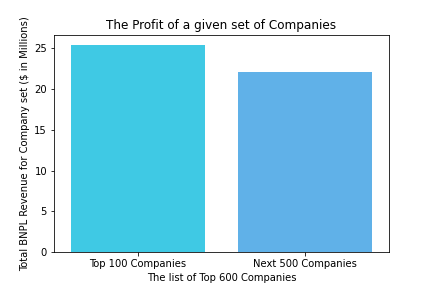 The Profit of a given set of Companies
Total BNPL Revenue for Company set ($ in Millions)
25
20
15
10
5
0
Top 100 Companies
Next 500 Companies
The list of Top 600 Companies